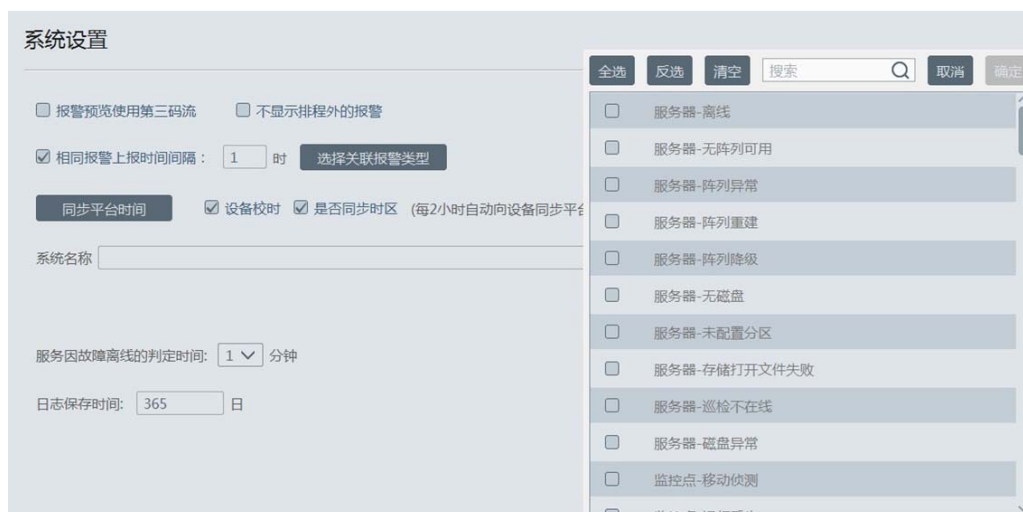 系统设置
报警预览使用第三码流 不显示排程外的报警
相同报警上报时间间隔： 1 时 选择关联报警类型
同步平台时间 设备校时 是否同步时区 (每2小时自动向设备同步平
系统名称
服务因故障离线的判定时间: 1 分钟
日志保存时间: 365 日
全选 反选 清空 搜索 取消 确定
服务器-离线
服务器-无阵列可用
服务器-阵列异常
服务器-阵列重建
服务器-阵列降级
服务器-无磁盘
服务器-未配置分区
服务器-存储打开文件失败
服务器-巡检不在线
服务器-磁盘异常
监控点-移动侦测